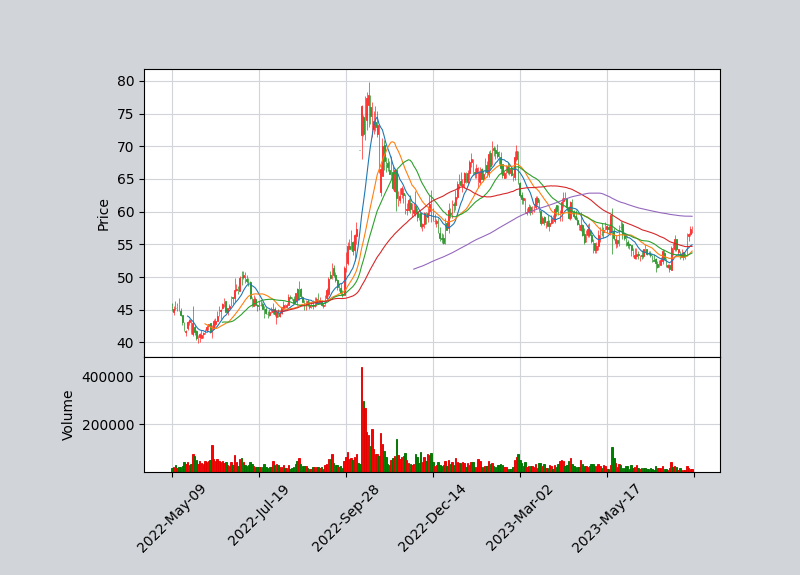 80
75
70
65
60
55
50
45
40
Price
400000
200000
Volume
2022-May-09
2022-Jul-19
2022-Sep-28
2022-Dec-14
2023-Mar-02
2023-May-17